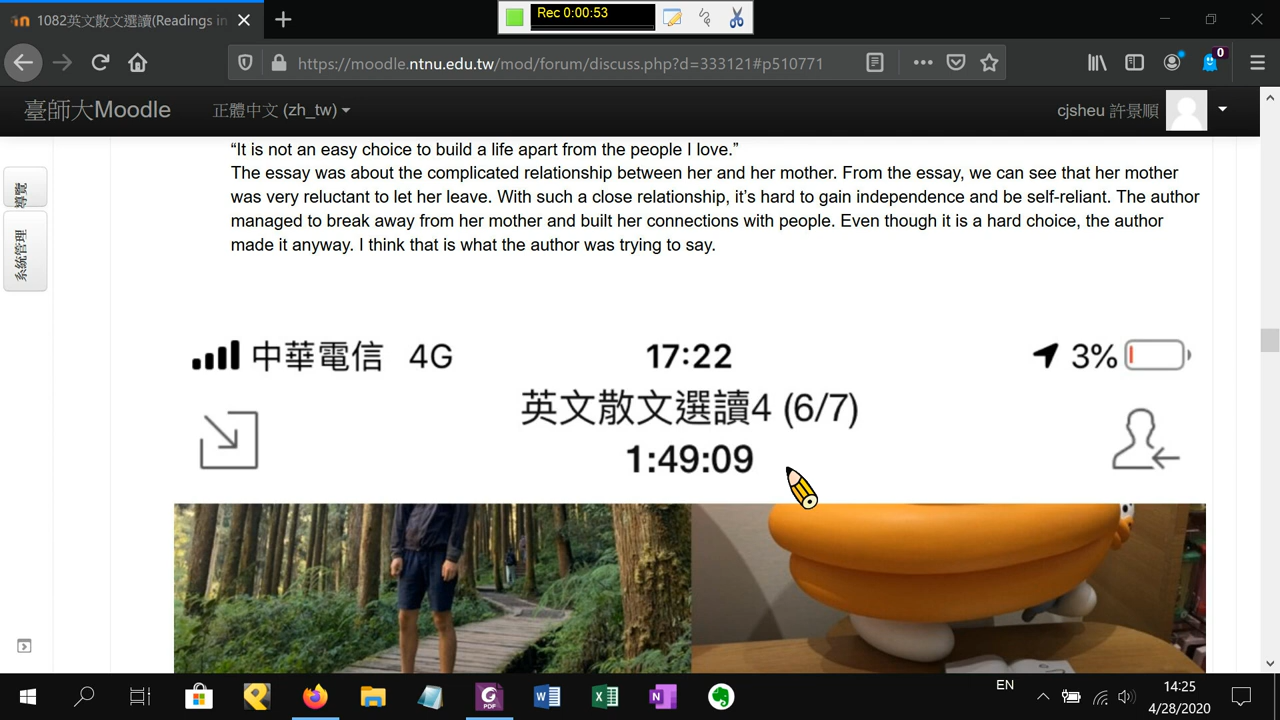 1082英文散文選讀(Readings in
Rec 0:00:53
https://moodle.ntnu.edu.tw/mod/forum/discuss.php?d=333121#p510771
0
臺師大Moodle
正體中文 (zh_tw)
cjsheu 許景順
導覽
系統管理
“It is not an easy choice to build a life apart from the people I love.”
The essay was about the complicated relationship between her and her mother. From the essay, we can see that her mother
was very reluctant to let her leave. With such a close relationship, it’s hard to gain independence and be self-reliant. The author
managed to break away from her mother and built her connections with people. Even though it is a hard choice, the author
made it anyway. I think that is what the author was trying to say.
中華電信 4G
17:22
3%
英文散文選讀4 (6/7)
1:49:09
PDF
EN
14:25
4/28/2020